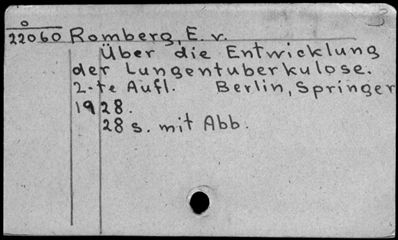 O
22060 Romberg, E. v.
Über die Entwicklung
der Lungentuberkulose.
2-te Aufl. Berlin, Springer
1928.
28 s. mit Abb.